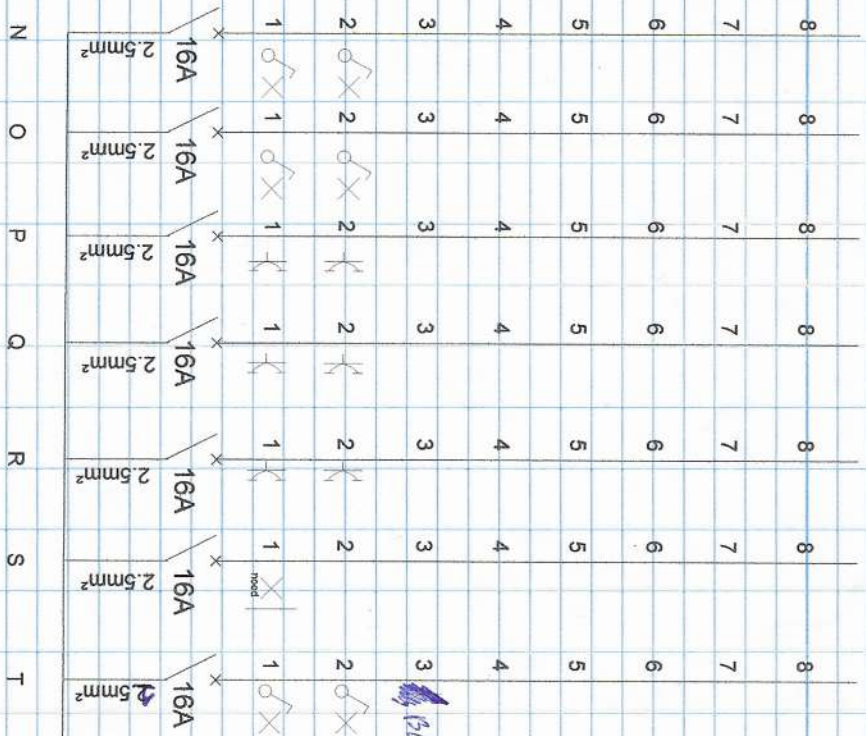 N 2.5mm² 16A 1 2 3 4 5 6 7 8
O 2.5mm² 16A 1 2 3 4 5 6 7 8
P 2.5mm² 16A 1 2 3 4 5 6 7 8
Q 2.5mm² 16A 1 2 3 4 5 6 7 8
R 2.5mm² 16A 1 2 3 4 5 6 7 8
S 2.5mm² 16A 1 2 3 4 5 6 7 8
nood
T 5mm² 16A 1 2 3 4 5 6 7 8